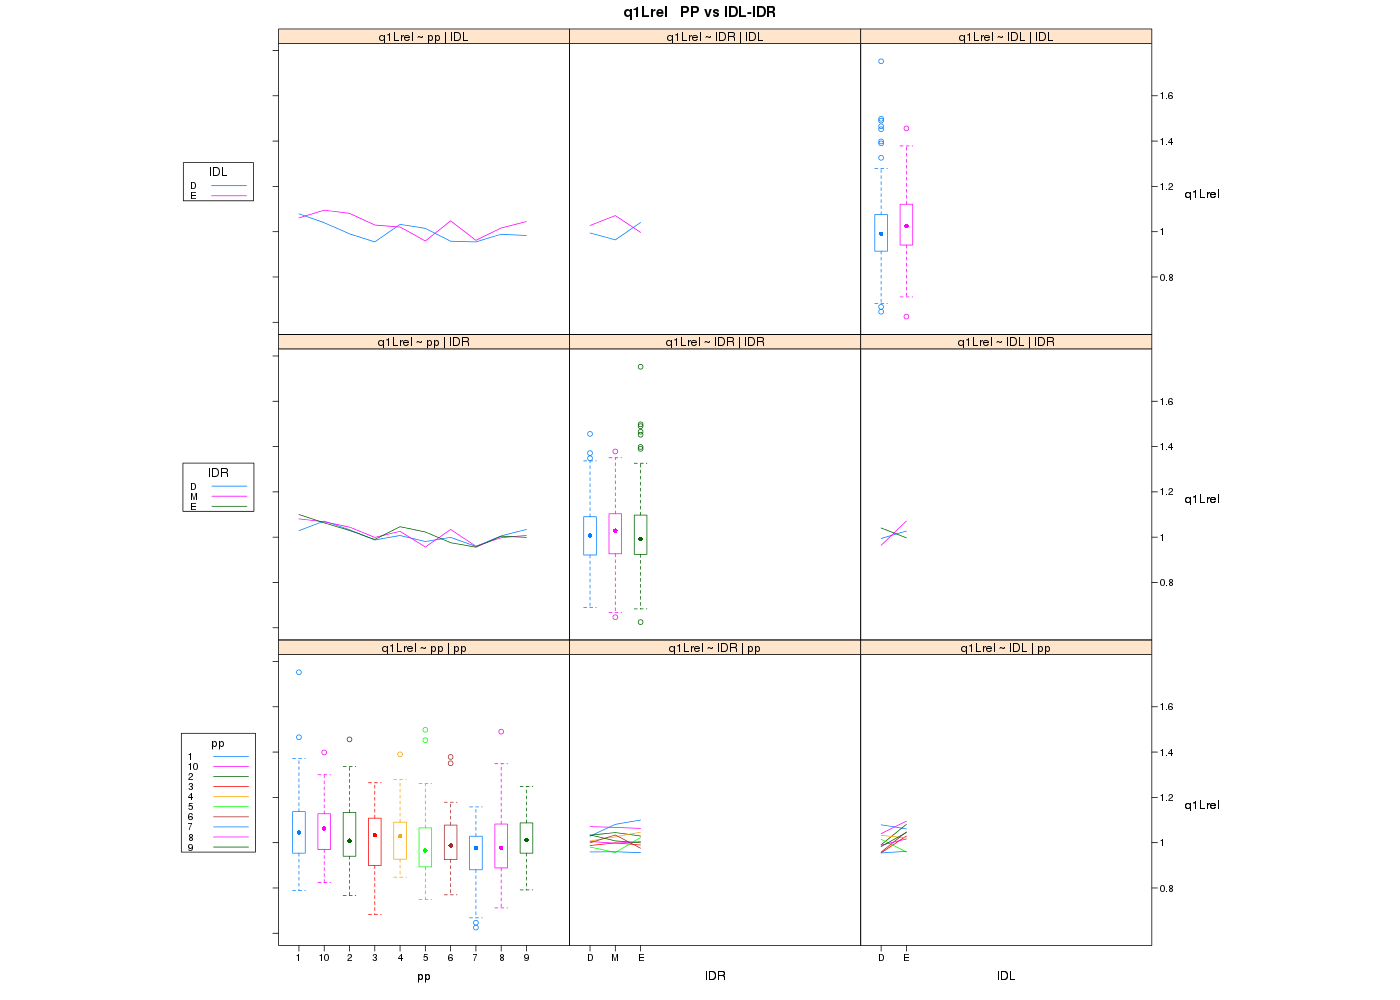 q1Lrel PP vs IDL-IDR
q1Lrel ~ pp | IDL
q1Lrel ~ IDR | IDL
q1Lrel ~ IDL | IDL
IDL
D
E
1.6
1.4
1.2
1
0.8
q1Lrel
q1Lrel ~ pp | IDR
q1Lrel ~ IDR | IDR
q1Lrel ~ IDL | IDR
IDR
D
M
E
1.6
1.4
1.2
1
0.8
q1Lrel
q1Lrel ~ pp | pp
q1Lrel ~ IDR | pp
q1Lrel ~ IDL | pp
pp
1
10
2
3
4
5
6
7
8
9
1.6
1.4
1.2
1
0.8
q1Lrel
1 10 2 3 4 5 6 7 8 9
D M E
D E
pp
IDR
IDL